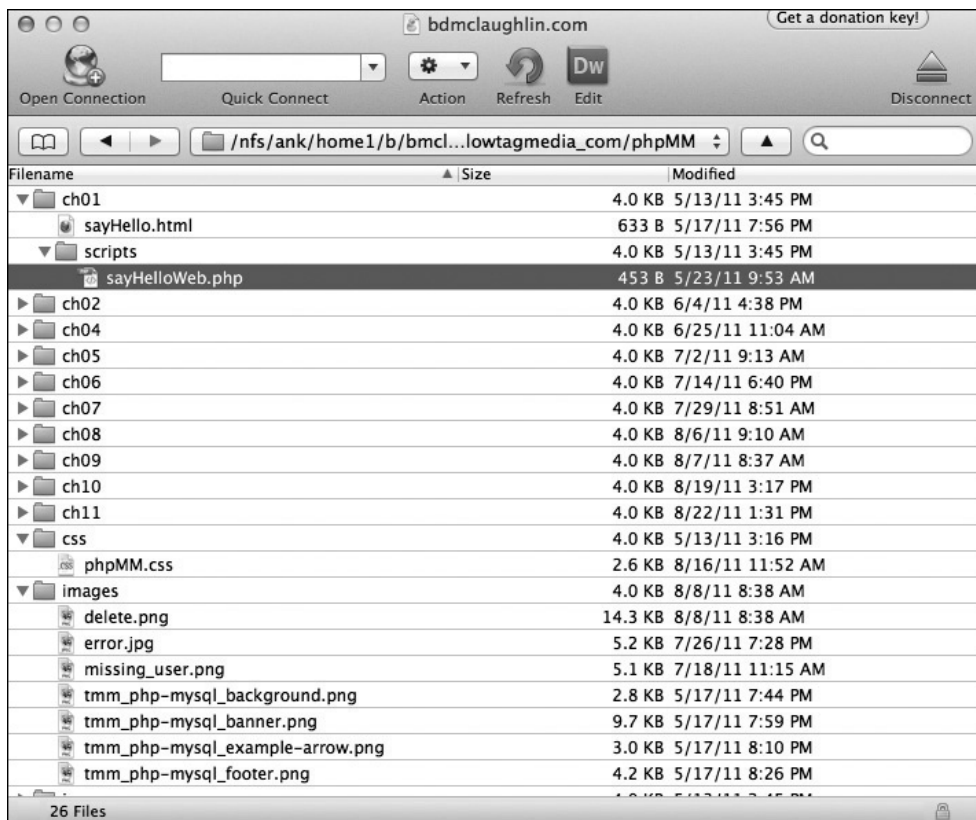 bdmclaughlin.com
Get a donation key!
Dw
Open Connection Quick Connect Action Refresh Edit Disconnect
/nfs/ank/home1/b/bmcl...lowtagmedia_com/phpMM
Filename Size Modified
ch01 4.0 KB 5/13/11 3:45 PM
sayHello.html 633 B 5/17/11 7:56 PM
scripts 4.0 KB 5/13/11 3:45 PM
sayHelloWeb.php 453 B 5/23/11 9:53 AM
ch02 4.0 KB 6/4/11 4:38 PM
ch04 4.0 KB 6/25/11 11:04 AM
ch05 4.0 KB 7/2/11 9:13 AM
ch06 4.0 KB 7/14/11 6:40 PM
ch07 4.0 KB 7/29/11 8:51 AM
ch08 4.0 KB 8/6/11 9:10 AM
ch09 4.0 KB 8/7/11 8:37 AM
ch10 4.0 KB 8/19/11 3:17 PM
ch11 4.0 KB 8/22/11 1:31 PM
css 4.0 KB 5/13/11 3:16 PM
phpMM.css 2.6 KB 8/16/11 11:52 AM
images 4.0 KB 8/8/11 8:38 AM
delete.png 14.3 KB 8/8/11 8:38 AM
error.jpg 5.2 KB 7/26/11 7:28 PM
missing_user.png 5.1 KB 7/18/11 11:15 AM
tmm_php-mysql_background.png 2.8 KB 5/17/11 7:44 PM
tmm_php-mysql_banner.png 9.7 KB 5/17/11 7:59 PM
tmm_php-mysql_example-arrow.png 3.0 KB 5/17/11 8:10 PM
tmm_php-mysql_footer.png 4.2 KB 5/17/11 8:26 PM
26 Files